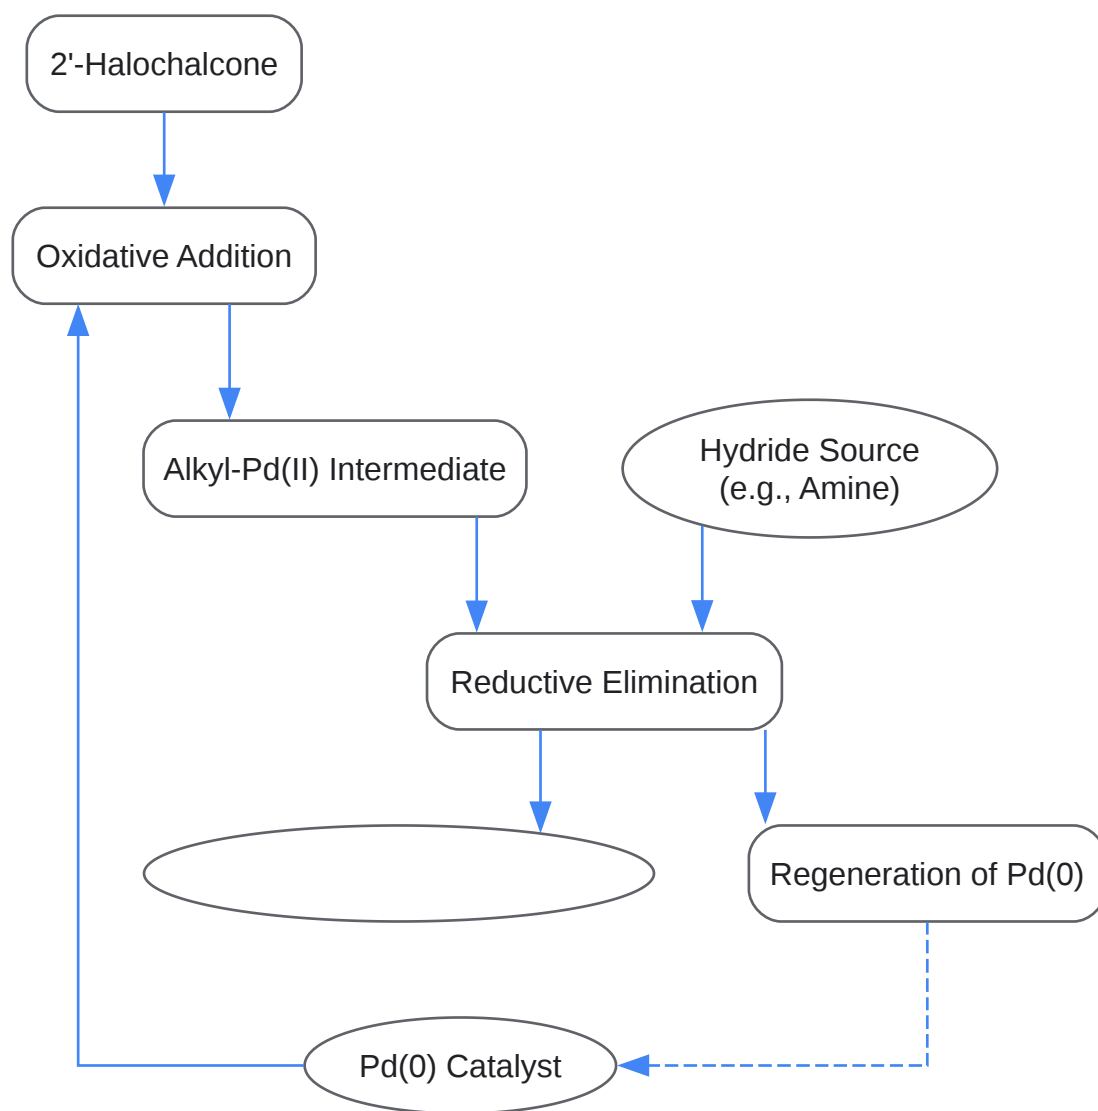 2'-Halochalcone
Oxidative Addition
Alkyl-Pd(II) Intermediate
Hydride Source
(e.g., Amine)
Reductive Elimination
Regeneration of Pd(0)
Pd(0) Catalyst